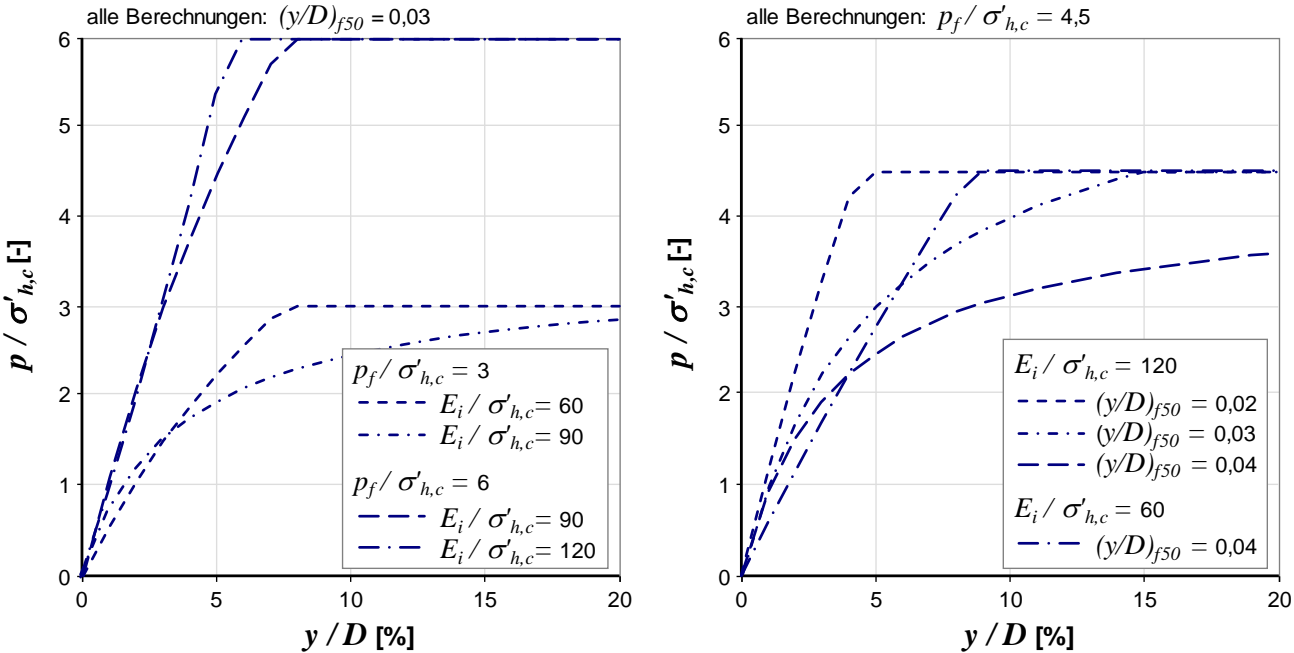 alle Berechnungen: (y/D)f50 = 0,03
6
5
4
3
2
1
0
p / σ'h,c [-]
pf / σ'h,c = 3
Ei / σ'h,c= 60
Ei / σ'h,c= 90
pf / σ'h,c = 6
Ei / σ'h,c= 90
Ei / σ'h,c= 120
0 5 10 15 20
y / D [%]
alle Berechnungen: pf / σ'h,c = 4,5
6
5
4
3
2
1
0
p / σ'h,c [-]
Ei / σ'h,c = 120
(y/D)f50 = 0,02
(y/D)f50 = 0,03
(y/D)f50 = 0,04
Ei / σ'h,c = 60
(y/D)f50 = 0,04
0 5 10 15 20
y / D [%]